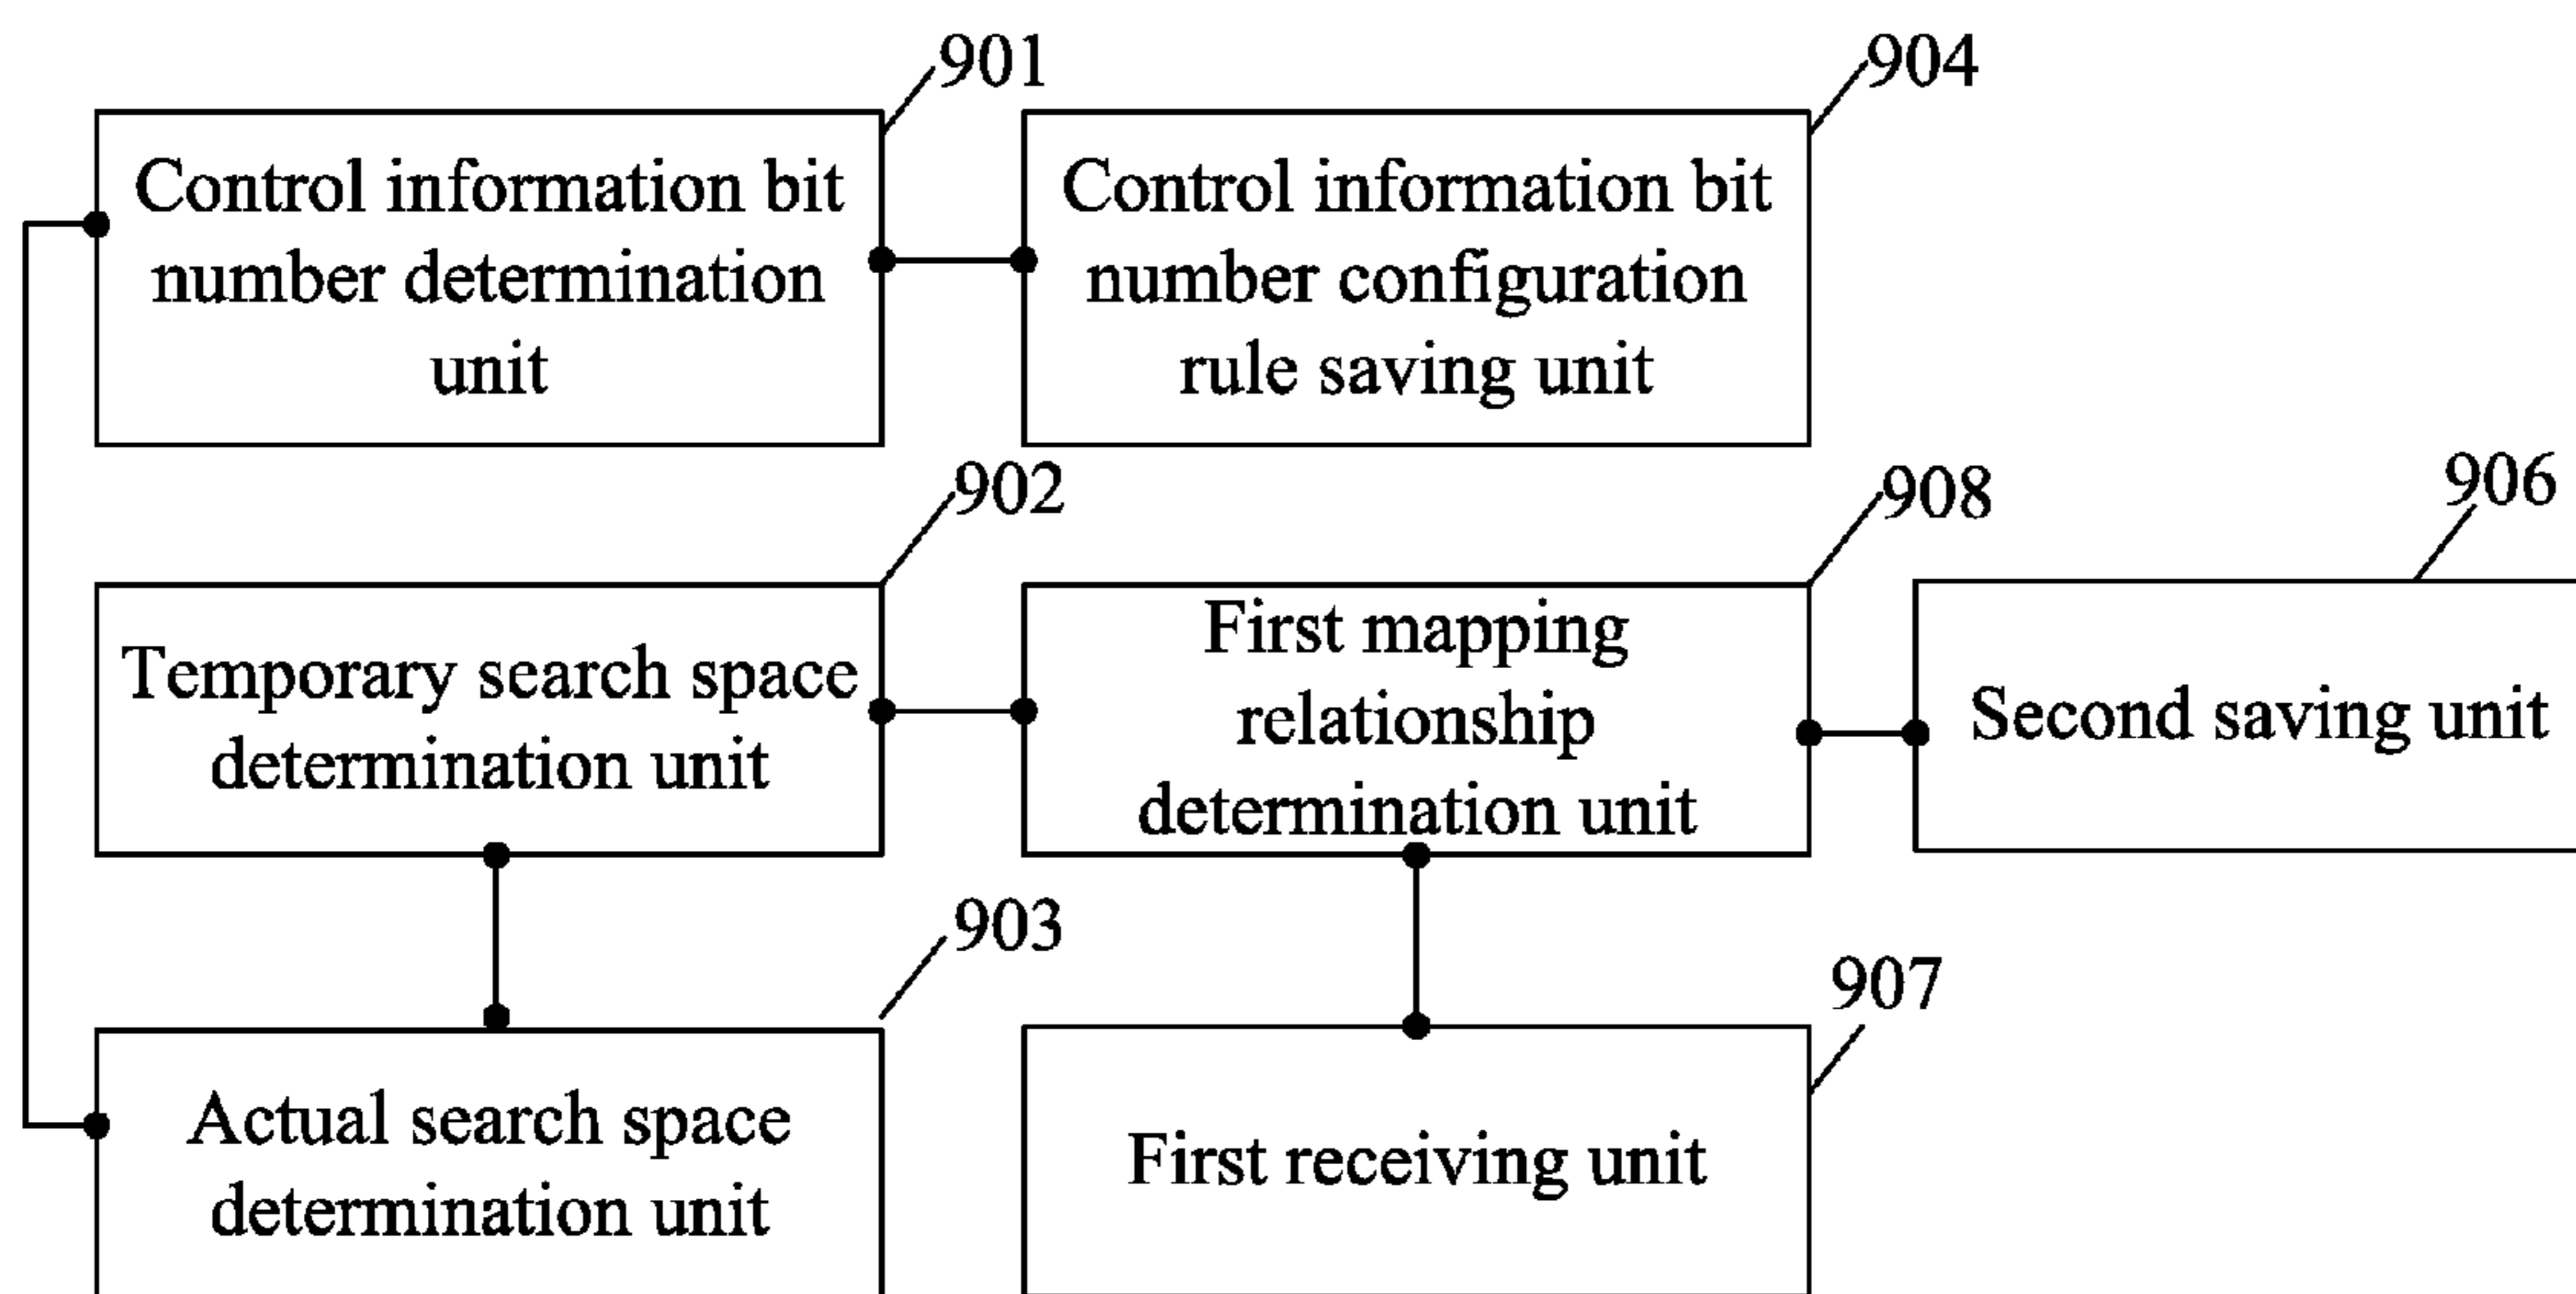 901
904
Control information bit
number determination
unit
Control information bit
number configuration
rule saving unit
902
908
906
Temporary search space
determination unit
First mapping
relationship
determination unit
Second saving unit
903
907
Actual search space
determination unit
First receiving unit